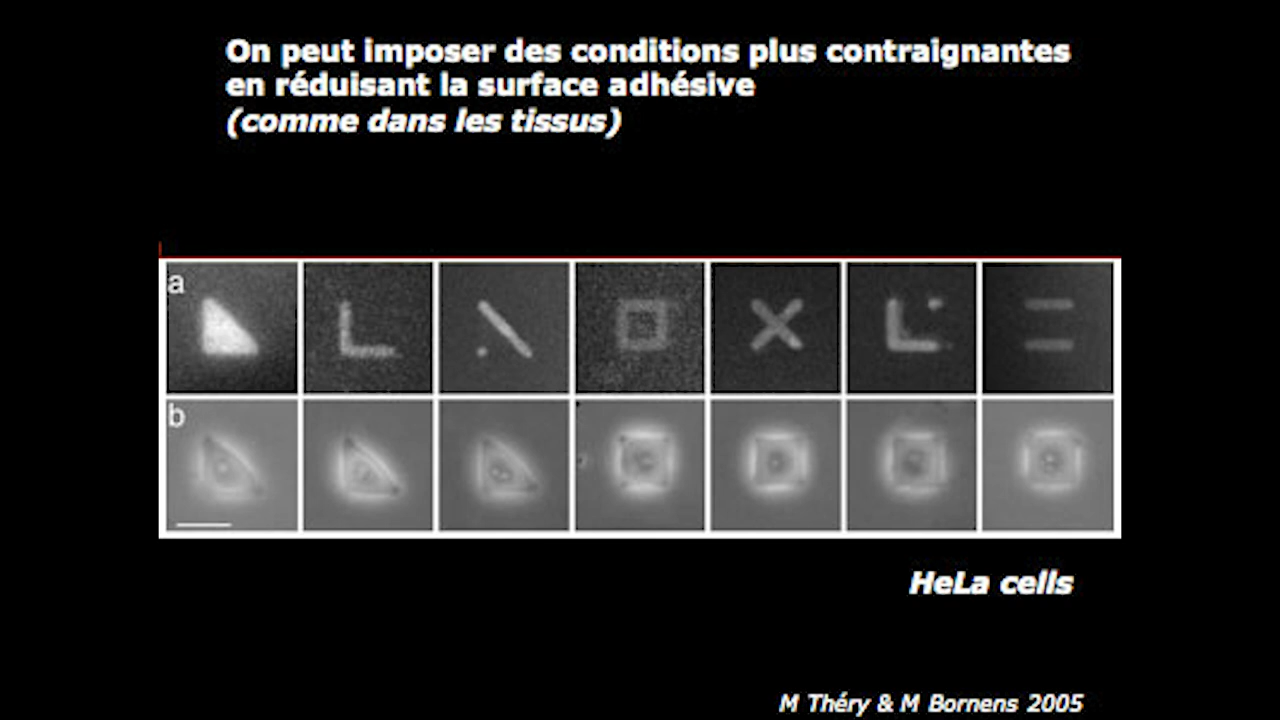 On peut imposer des conditions plus contraignantes
en réduisant la surface adhésive
(comme dans les tissus)
a
b
HeLa cells
M Théry & M Bornens 2005